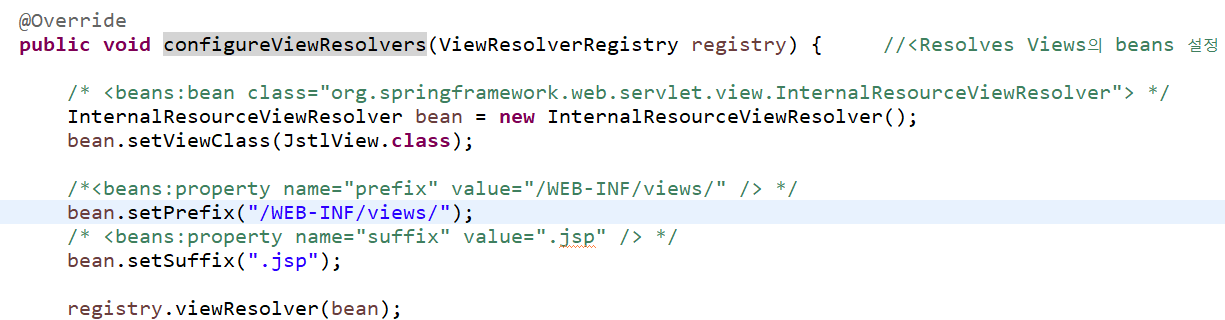 @Override
public void configureViewResolvers(ViewResolverRegistry registry) {     //<Resolves Views의 beans 설정
/* <beans:bean class="org.springframework.web.servlet.view.InternalResourceViewResolver"> */
InternalResourceViewResolver bean = new InternalResourceViewResolver();
bean.setViewClass(JstlView.class);
/*<beans:property name="prefix" value="/WEB-INF/views/" /> */
bean.setPrefix("/WEB-INF/views/");
/* <beans:property name="suffix" value=".jsp" /> */
bean.setSuffix(".jsp");
registry.viewResolver(bean);